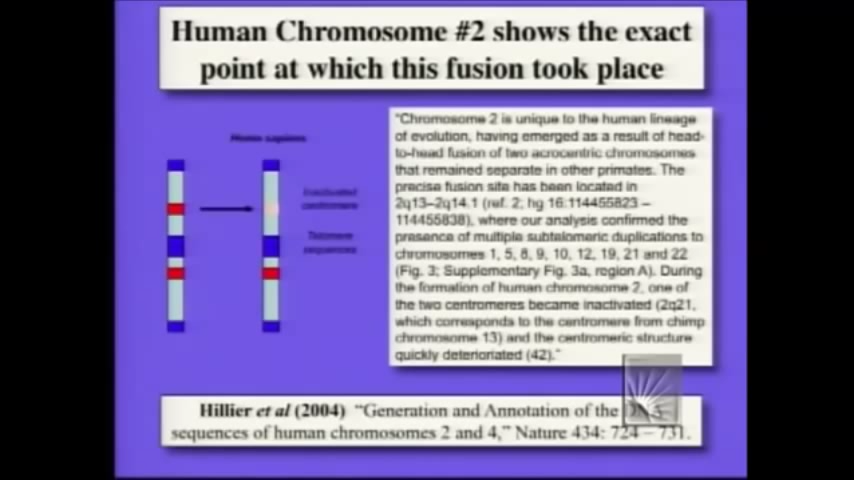 Human Chromosome #2 shows the exact
point at which this fusion took place
Homo sapiens
Inactivated
centromere
Telomere
sequences
"Chromosome 2 is unique to the human lineage
of evolution, having emerged as a result of head-
to-head fusion of two acrocentric chromosomes
that remained separate in other primates. The
precise fusion site has been located in
2q13–2q14.1 (ref. 2; hg 16:114455823 –
114455838), where our analysis confirmed the
presence of multiple subtelomeric duplications to
chromosomes 1, 5, 8, 9, 10, 12, 19, 21 and 22
(Fig. 3; Supplementary Fig. 3a, region A). During
the formation of human chromosome 2, one of
the two centromeres became inactivated (2q21,
which corresponds to the centromere from chimp
chromosome 13) and the centromeric structure
quickly deterioriated (42)."
Hillier et al (2004) "Generation and Annotation of the DNA
sequences of human chromosomes 2 and 4," Nature 434: 724 – 731.